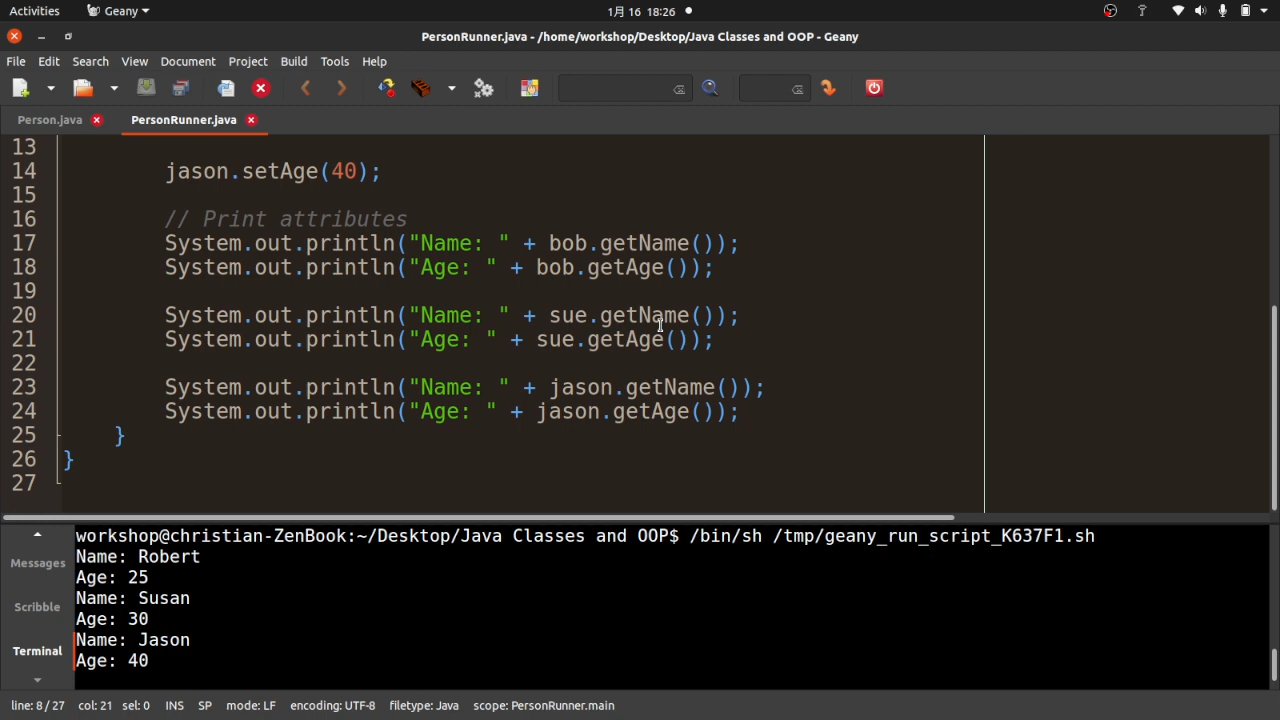 Activities Geany 1月 16 18:26
PersonRunner.java - /home/workshop/Desktop/Java Classes and OOP - Geany
File Edit Search View Document Project Build Tools Help
Person.java PersonRunner.java
13
14 jason.setAge(40);
15
16 // Print attributes
17 System.out.println("Name: " + bob.getName());
18 System.out.println("Age: " + bob.getAge());
19
20 System.out.println("Name: " + sue.getName());
21 System.out.println("Age: " + sue.getAge());
22
23 System.out.println("Name: " + jason.getName());
24 System.out.println("Age: " + jason.getAge());
25 }
26 }
27
Messages
Scribble
Terminal
workshop@christian-ZenBook:~/Desktop/Java Classes and OOP$ /bin/sh /tmp/geany_run_script_K637F1.sh
Name: Robert
Age: 25
Name: Susan
Age: 30
Name: Jason
Age: 40
line: 8 / 27 col: 21 sel: 0 INS SP mode: LF encoding: UTF-8 filetype: Java scope: PersonRunner.main